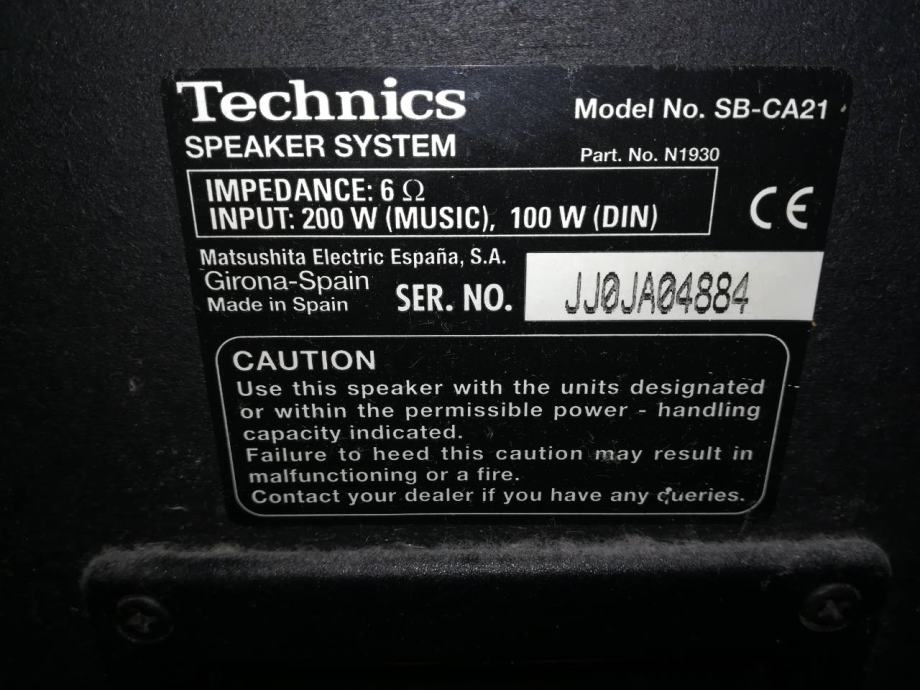 Technics
Model No. SB-CA21
SPEAKER SYSTEM
Part. No. N1930
IMPEDANCE: 6 Ω
INPUT: 200 W (MUSIC), 100 W (DIN)
CE
Matsushita Electric España, S.A.
Girona-Spain
Made in Spain
SER. NO.
JJ0JA04884
CAUTION
Use this speaker with the units designated
or within the permissible power - handling
capacity indicated.
Failure to heed this caution may result in
malfunctioning or a fire.
Contact your dealer if you have any queries.